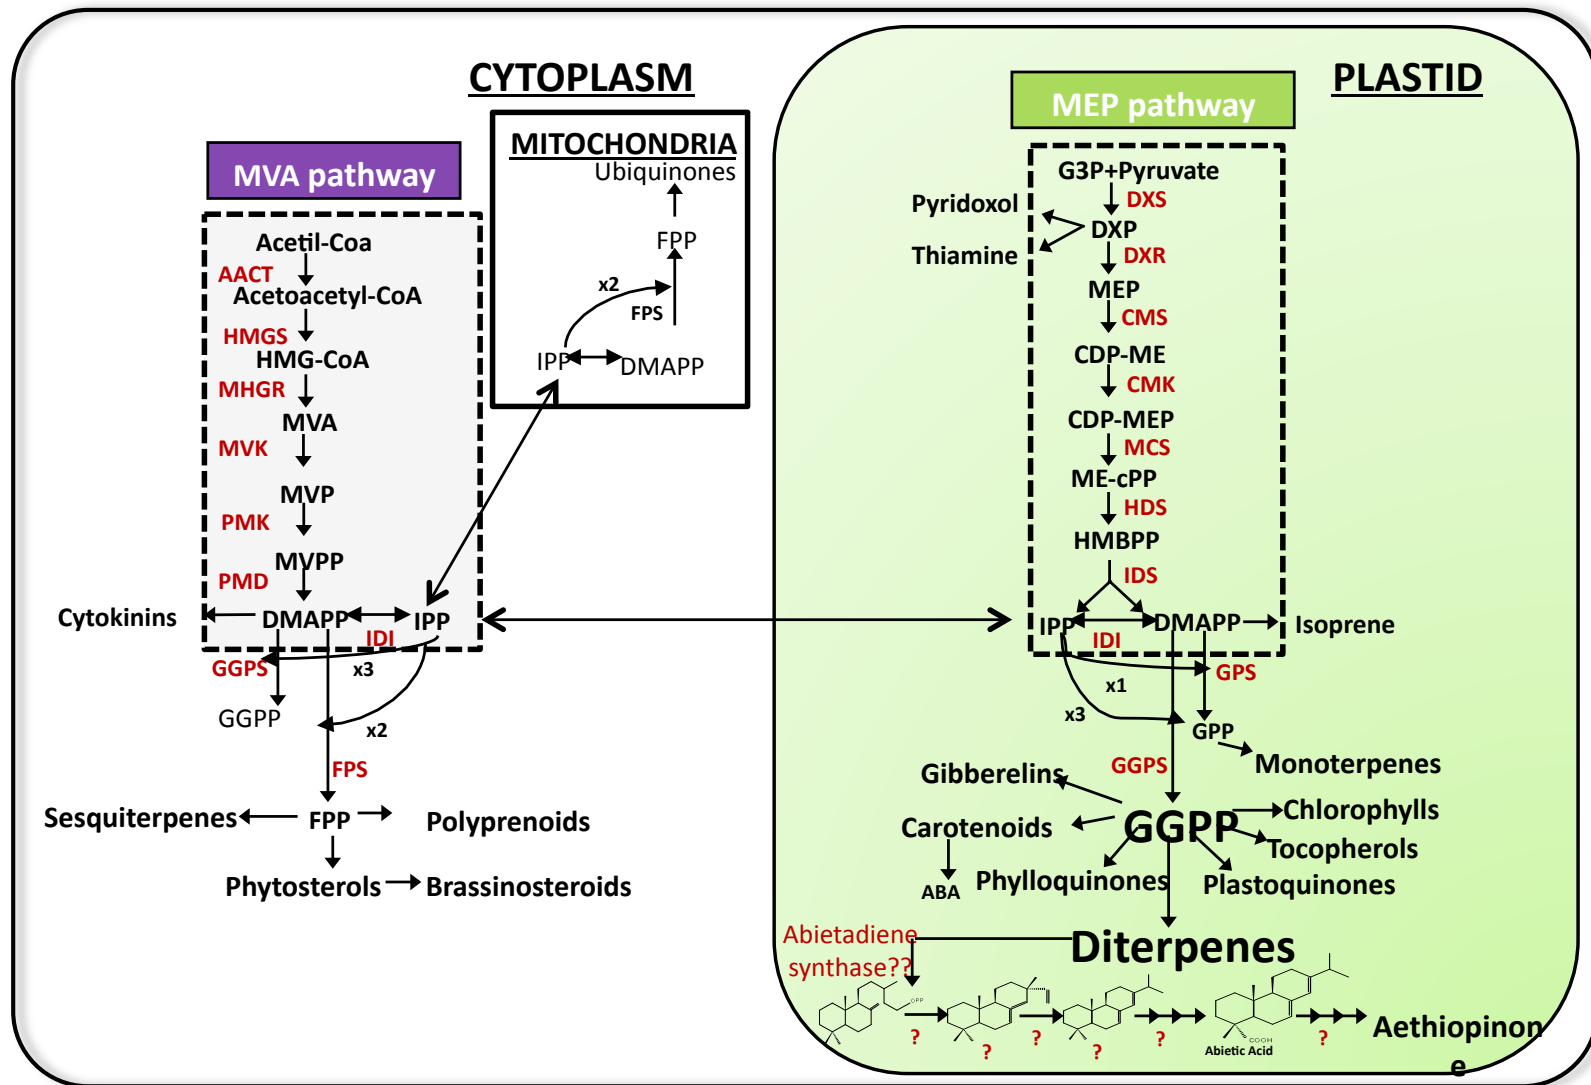 CYTOPLASM
PLASTID
MEP pathway
MITOCHONDRIA
Ubiquinones
FPP
x2
FPS
IPP
DMAPP
MVA pathway
Acetil-Coa
AACT
Acetoacetyl-CoA
HMGS
HMG-CoA
MHGR
MVA
MVK
MVP
PMK
MVPP
PMD
Cytokinins
DMAPP
IPP
IDI
GGPS
x3
GGPP
x2
FPS
Sesquiterpenes
FPP
Polyprenoids
Phytosterols
Brassinosteroids
G3P+Pyruvate
DXS
Pyridoxol
DXP
Thiamine
DXR
MEP
CMS
CDP-ME
CMK
CDP-MEP
MCS
ME-cPP
HDS
HMBPP
IDS
IPP
DMAPP
Isoprene
IDI
GPS
x1
x3
GPP
GGPS
Monoterpenes
Gibberelins
Chlorophylls
Carotenoids
GGPP
Tocopherols
ABA
Phylloquinones
Plastoquinones
Diterpenes
Abietadiene
synthase??
OPP
?
?
?
?
?
COOH
Abietic Acid
?
Aethiopinon
e